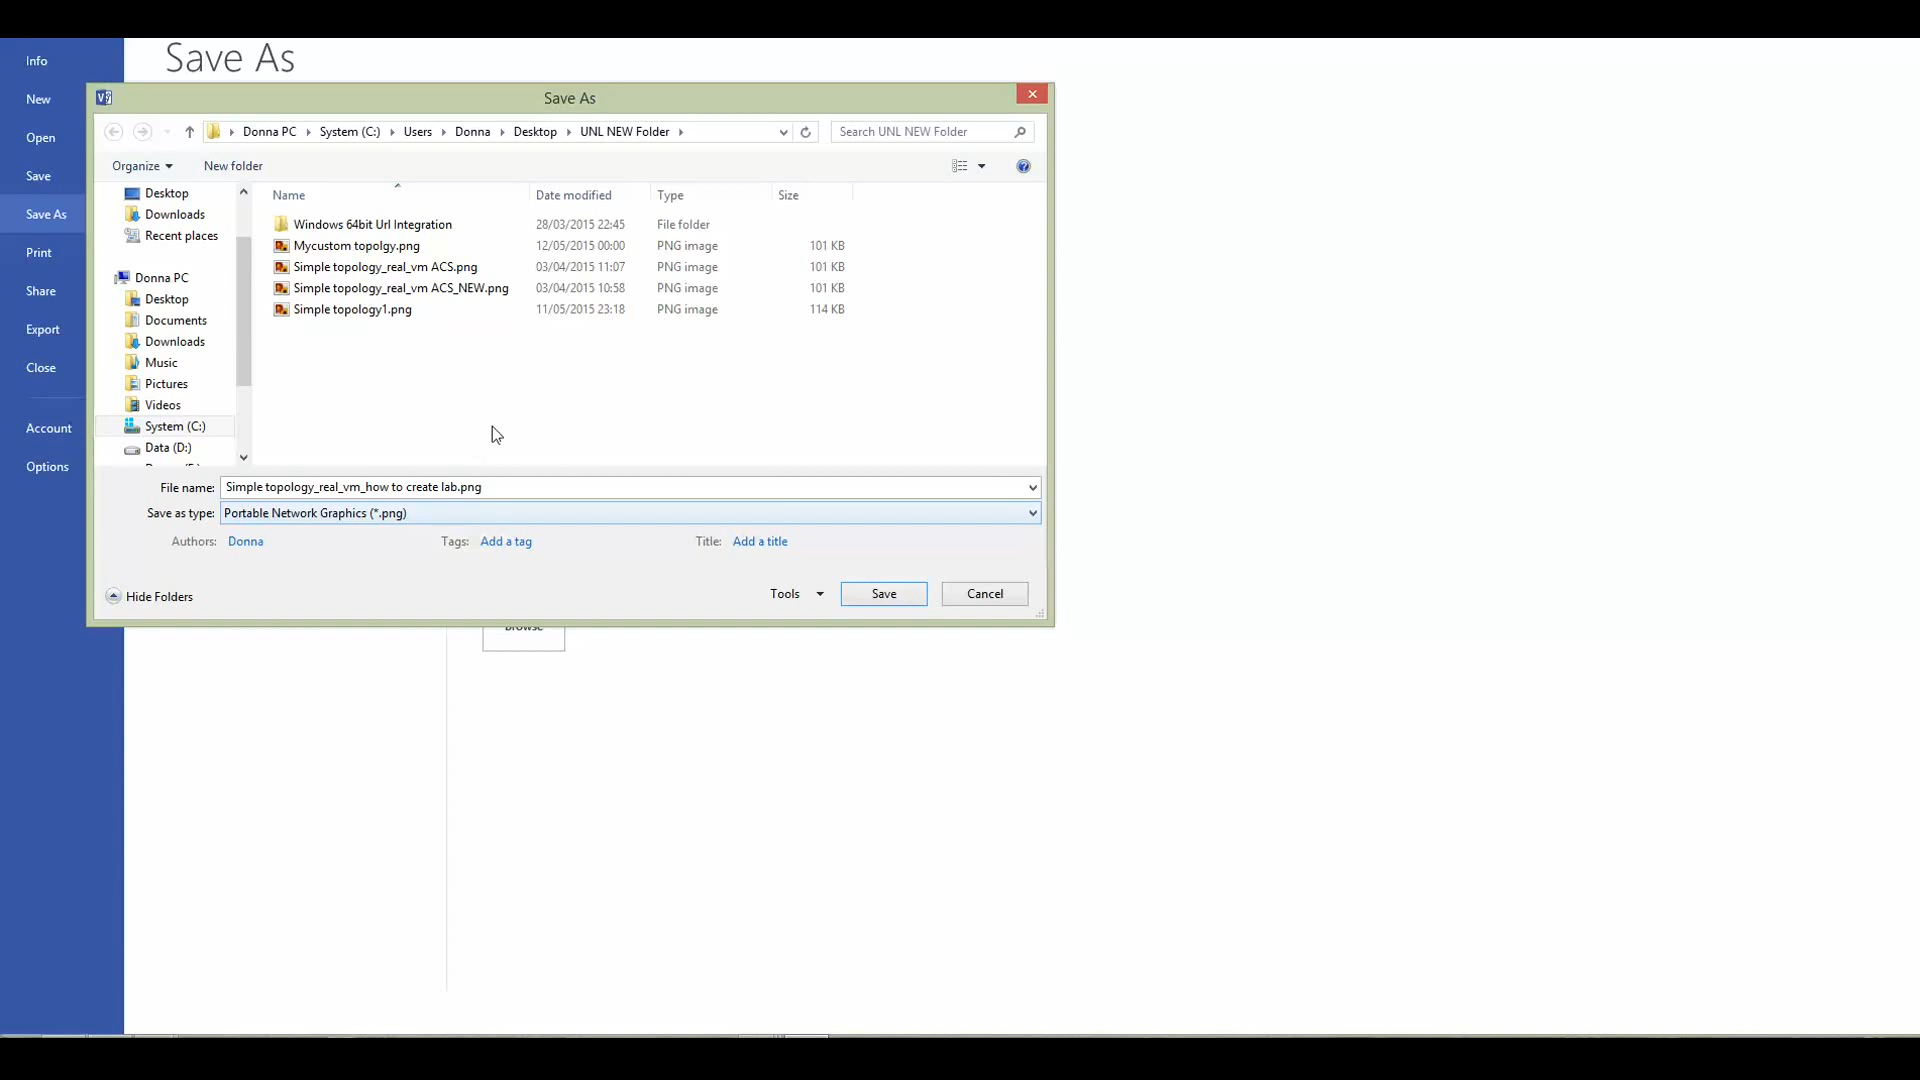 Save As
Info
New
Open
Save
Save As
Print
Share
Export
Close
Account
Options
Save As
Donna PC System (C:) Users Donna Desktop UNL NEW Folder
Search UNL NEW Folder
Organize New folder
Desktop
Downloads
Recent places
Donna PC
Desktop
Documents
Downloads
Music
Pictures
Videos
System (C:)
Data (D:)
Name Date modified Type Size
Windows 64bit Url Integration 28/03/2015 22:45 File folder
Mycustom topolgy.png 12/05/2015 00:00 PNG image 101 KB
Simple topology_real_vm ACS.png 03/04/2015 11:07 PNG image 101 KB
Simple topology_real_vm ACS_NEW.png 03/04/2015 10:58 PNG image 101 KB
Simple topology1.png 11/05/2015 23:18 PNG image 114 KB
File name: Simple topology_real_vm_how to create lab.png
Save as type: Portable Network Graphics (*.png)
Authors: Donna Tags: Add a tag Title: Add a title
Hide Folders Tools Save Cancel
Browse